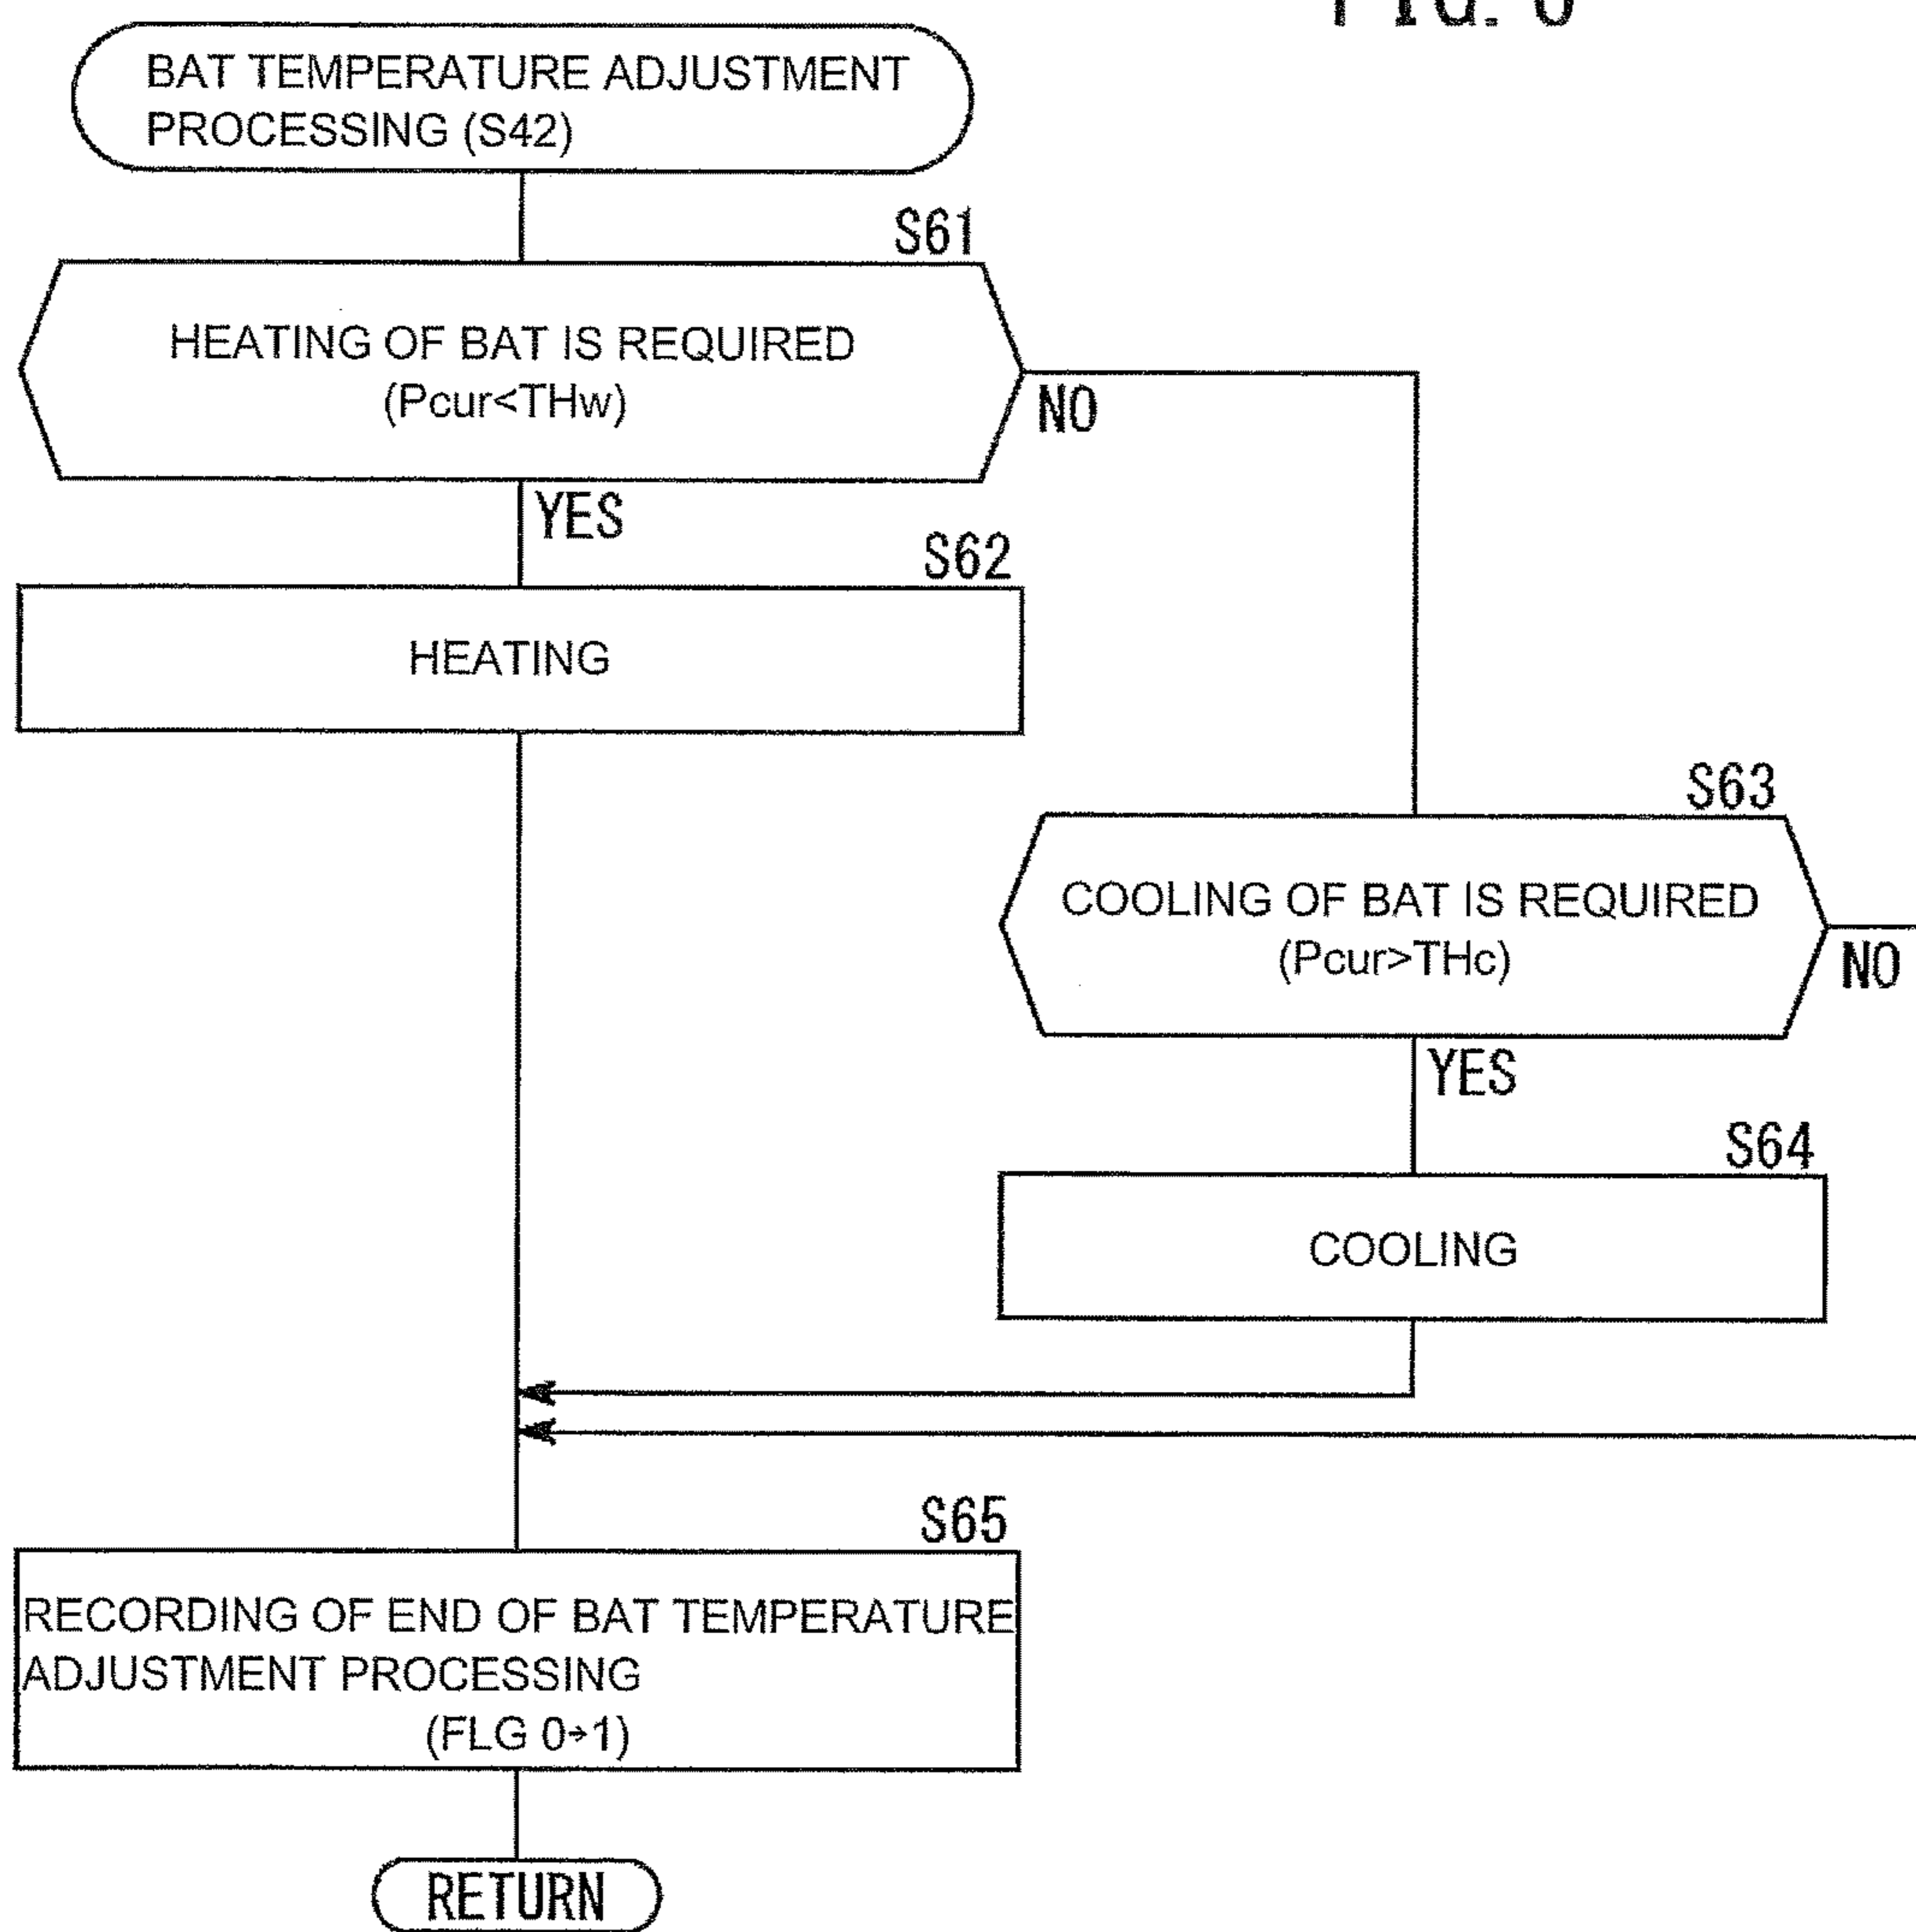 BAT TEMPERATURE ADJUSTMENT
PROCESSING (S42)
S61
HEATING OF BAT IS REQUIRED
(Pcur<THw)
NO
YES
S62
HEATING
S63
COOLING OF BAT IS REQUIRED
(Pcur>THc)
NO
YES
S64
COOLING
S65
RECORDING OF END OF BAT TEMPERATURE
ADJUSTMENT PROCESSING
(FLG 0→1)
RETURN